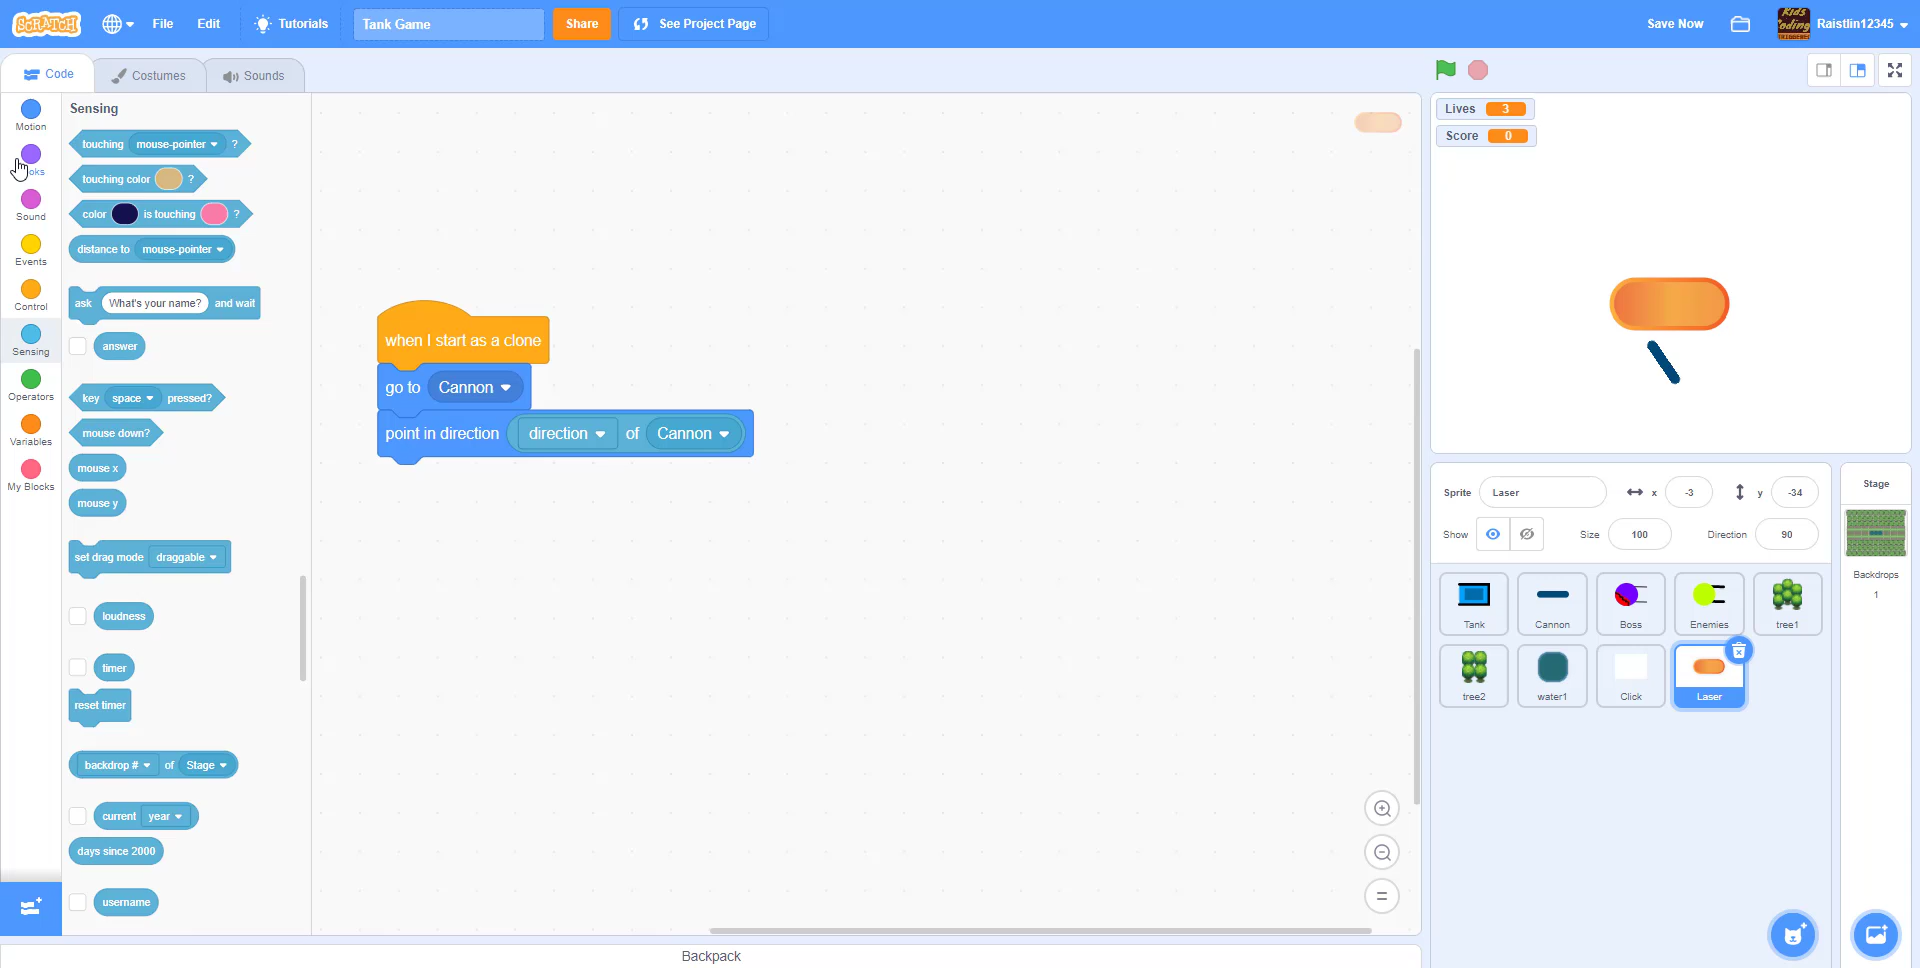 SCRATCH File Edit Tutorials Tank Game Share See Project Page Save Now Raistlin12345
Code Costumes Sounds
Motion
Sound
Events
Control
Sensing
Operators
Variables
My Blocks
Sensing
touching mouse-pointer ?
touching color ?
color is touching ?
distance to mouse-pointer
ask What's your name? and wait
answer
key space pressed?
mouse down?
mouse x
mouse y
set drag mode draggable
loudness
timer
reset timer
backdrop # of Stage
current year
days since 2000
username
when I start as a clone
go to Cannon
point in direction direction of Cannon
Backpack
Lives 3
Score 0
Sprite Laser x -3 y -34
Show Size 100 Direction 90
Tank Cannon Boss Enemies tree1
tree2 water1 Click Laser
Stage
Backdrops
1